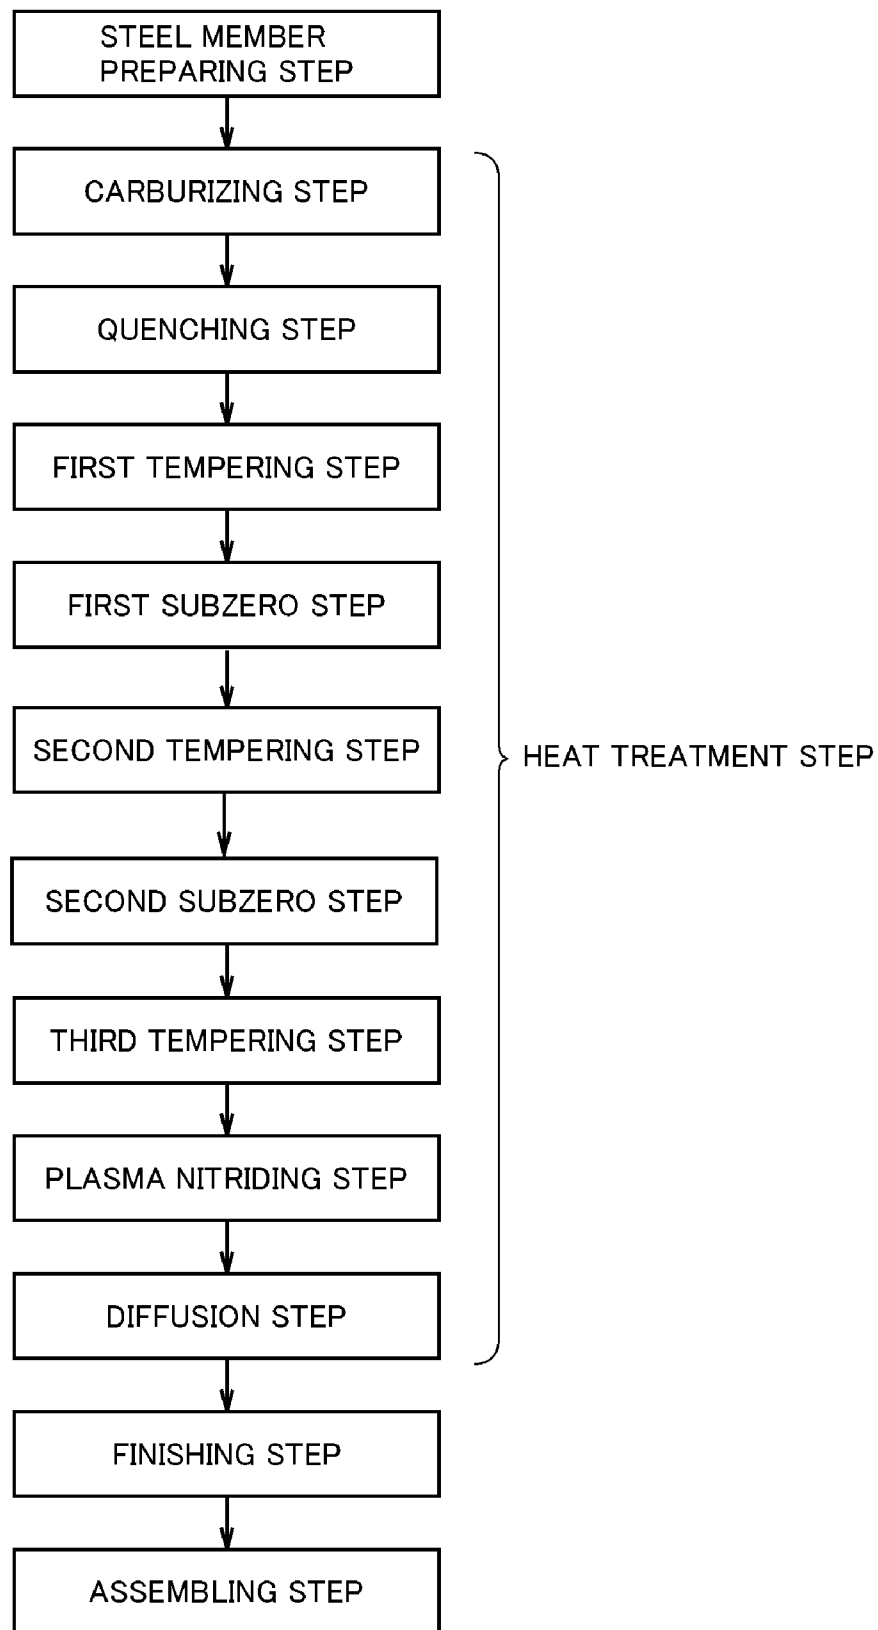 STEEL MEMBER
PREPARING STEP
CARBURIZING STEP
QUENCHING STEP
FIRST TEMPERING STEP
FIRST SUBZERO STEP
SECOND TEMPERING STEP
HEAT TREATMENT STEP
SECOND SUBZERO STEP
THIRD TEMPERING STEP
PLASMA NITRIDING STEP
DIFFUSION STEP
FINISHING STEP
ASSEMBLING STEP